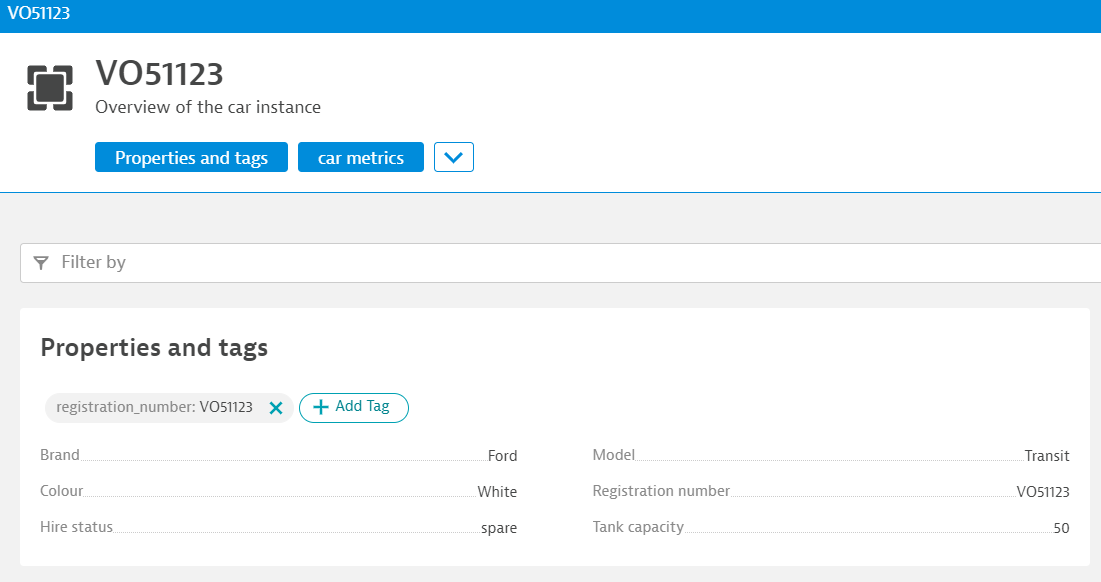 VO51123
VO51123
Overview of the car instance
Properties and tags car metrics
Filter by
Properties and tags
registration_number: VO51123 Add Tag
Brand Ford Model Transit
Colour White Registration number VO51123
Hire status spare Tank capacity 50